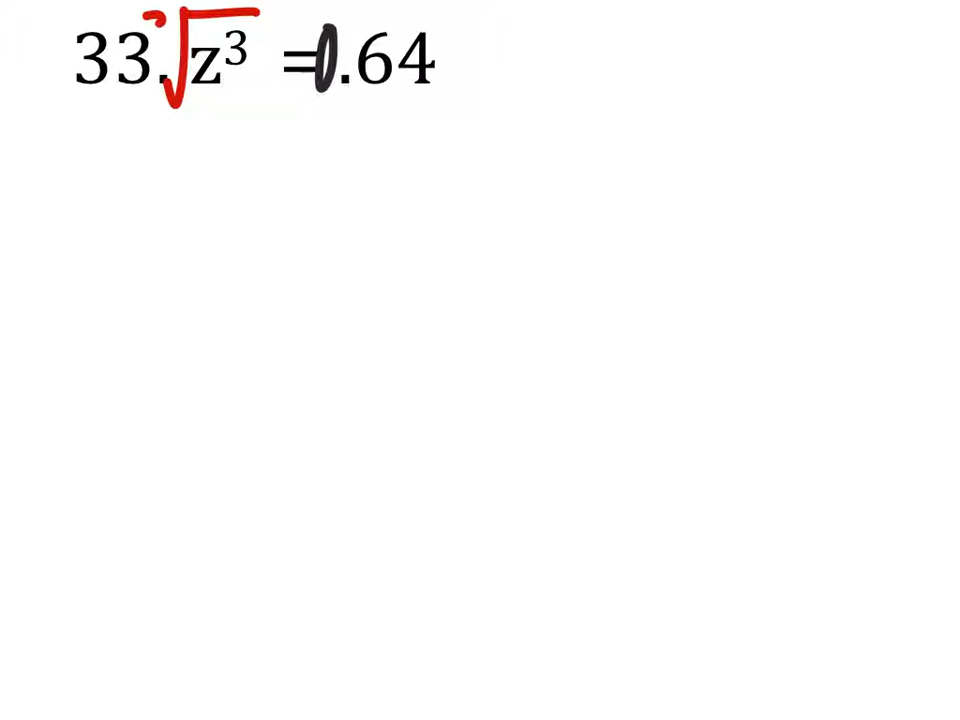 33. √z³ = 0.64